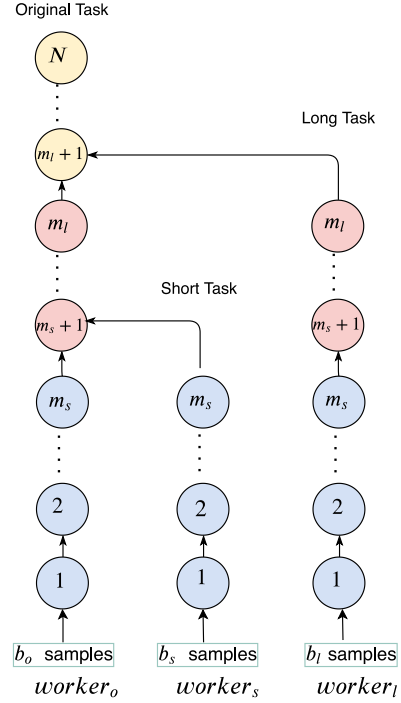 Original Task
N
m_l + 1
Long Task
m_l
m_l
Short Task
m_s + 1
m_s + 1
m_s
m_s
m_s
2
2
2
1
1
1
b_o samples
b_s samples
b_l samples
worker_o
worker_s
worker_l